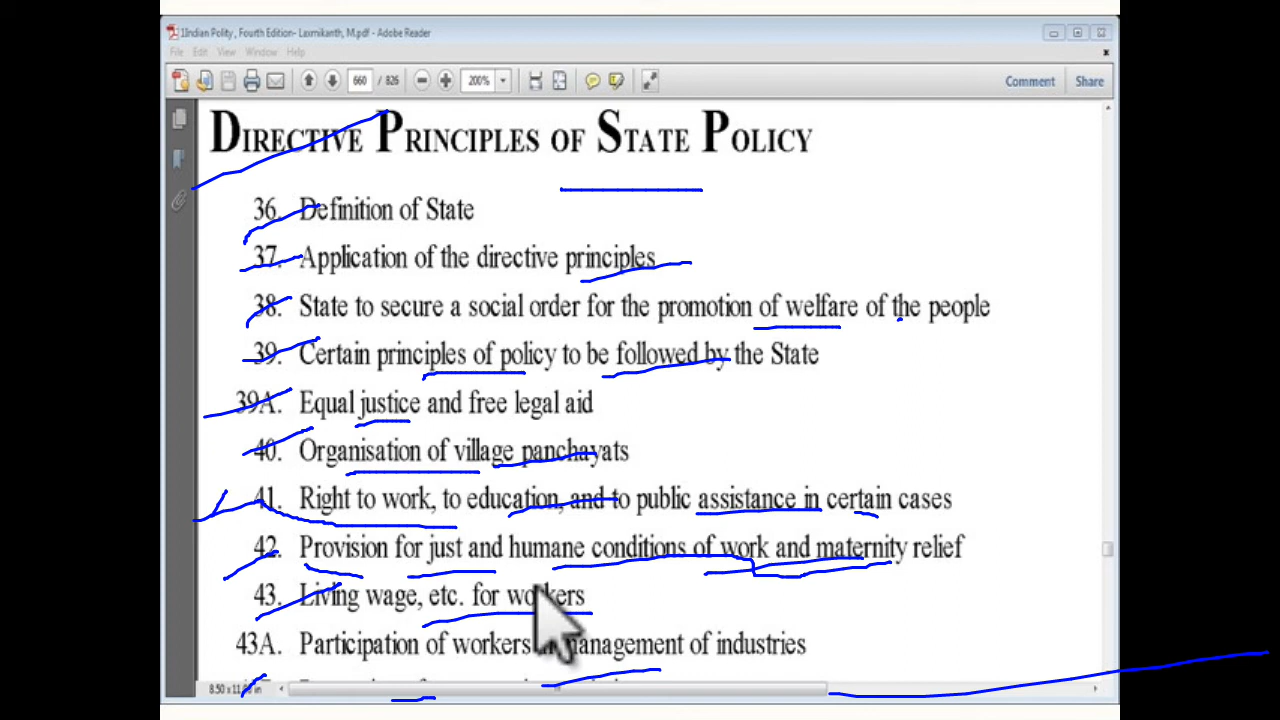 1Indian Polity, Fourth Edition- Laxmikanth, M.pdf - Adobe Reader
File Edit View Window Help
660 / 826 200% Comment Share
DIRECTIVE PRINCIPLES OF STATE POLICY
36. Definition of State
37. Application of the directive principles
38. State to secure a social order for the promotion of welfare of the people
39. Certain principles of policy to be followed by the State
39A. Equal justice and free legal aid
40. Organisation of village panchayats
41. Right to work, to education, and to public assistance in certain cases
42. Provision for just and humane conditions of work and maternity relief
43. Living wage, etc. for workers
43A. Participation of workers in management of industries